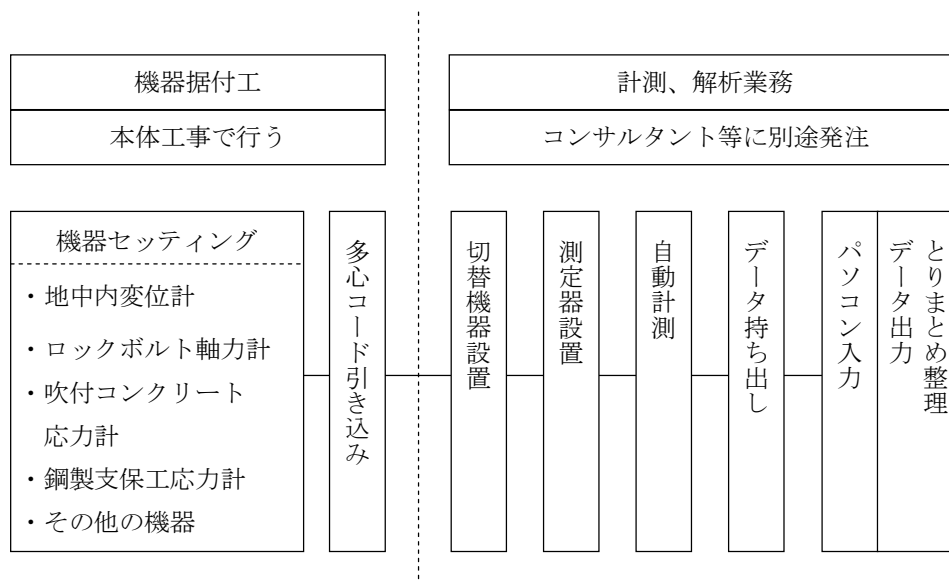 機器据付工
本体工事で行う
計測、解析業務
コンサルタント等に別途発注
機器セッティング
・地中内変位計
・ロックボルト軸力計
・吹付コンクリート
応力計
・鋼製支保工応力計
・その他の機器
多心コード引き込み
切替機器設置
測定器設置
自動計測
データ持ち出し
パソコン入力
とりまとめ整理
データ出力